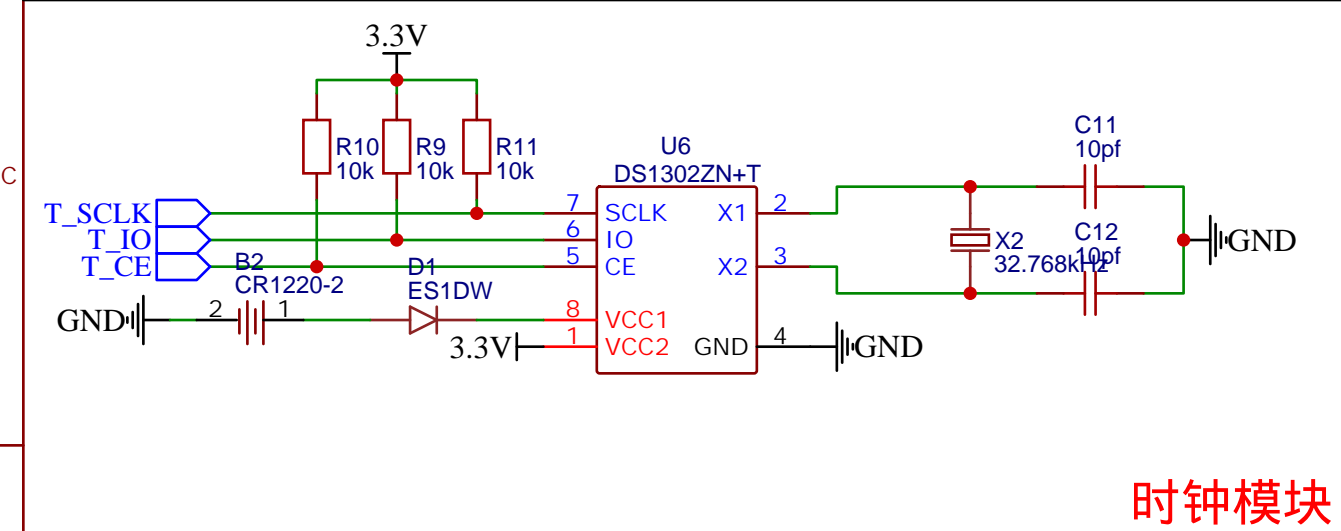 3.3V
R10
10k
R9
10k
R11
10k
C
T_SCLK
T_IO
T_CE
U6
DS1302ZN+T
7
SCLK
6
IO
5
CE
8
VCC1
1
VCC2
X1
2
X2
3
GND
4
B2
CR1220-2
GND
2
1
D1
ES1DW
3.3V
GND
X2
32.768kHz
C11
10pf
C12
10pf
GND
时钟模块